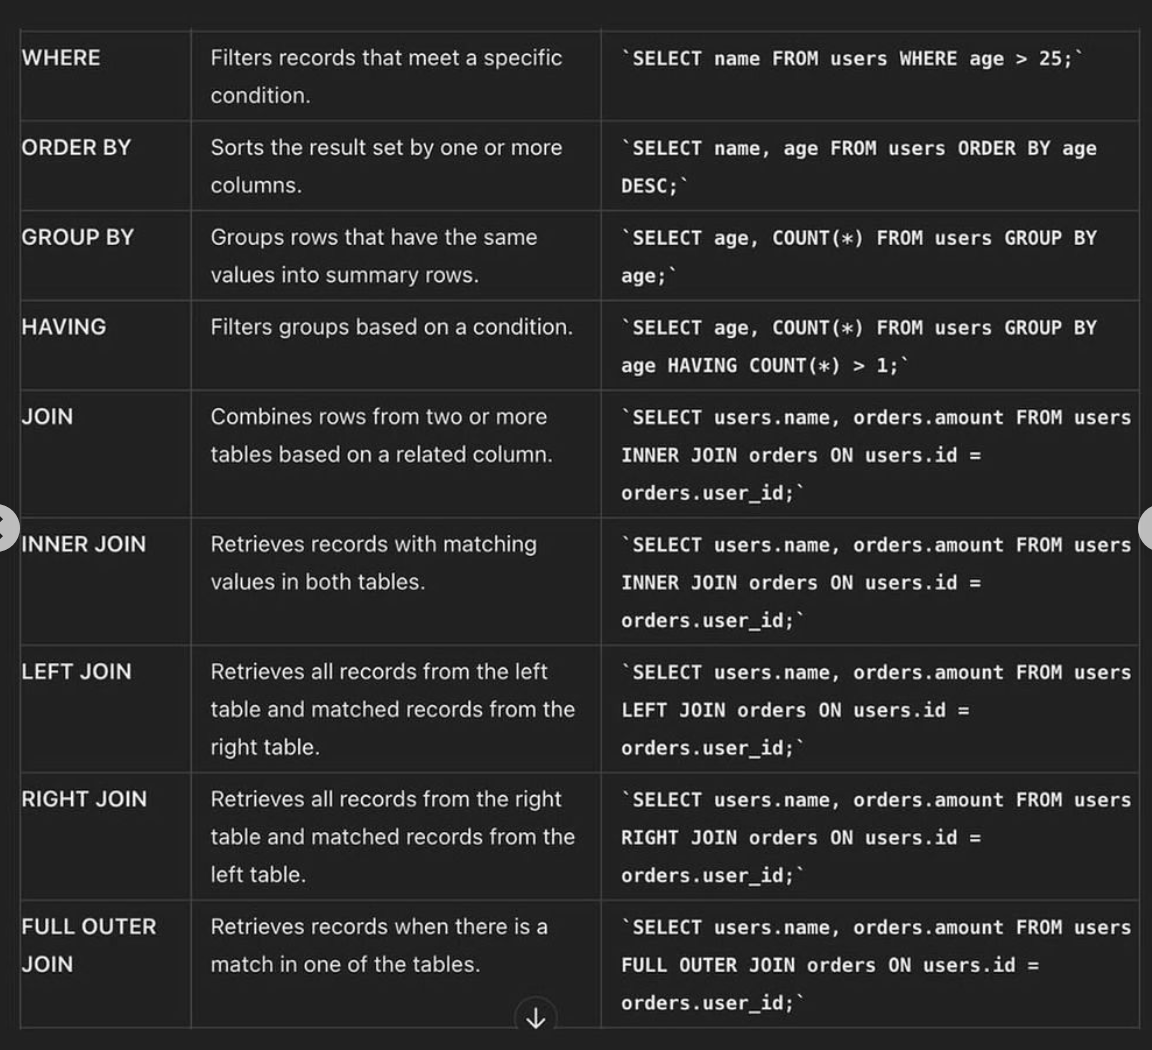 WHERE
Filters records that meet a specific
condition.
`SELECT name FROM users WHERE age > 25;`
ORDER BY
Sorts the result set by one or more
columns.
`SELECT name, age FROM users ORDER BY age
DESC;`
GROUP BY
Groups rows that have the same
values into summary rows.
`SELECT age, COUNT(*) FROM users GROUP BY
age;`
HAVING
Filters groups based on a condition.
`SELECT age, COUNT(*) FROM users GROUP BY
age HAVING COUNT(*) > 1;`
JOIN
Combines rows from two or more
tables based on a related column.
`SELECT users.name, orders.amount FROM users
INNER JOIN orders ON users.id =
orders.user_id;`
INNER JOIN
Retrieves records with matching
values in both tables.
`SELECT users.name, orders.amount FROM users
INNER JOIN orders ON users.id =
orders.user_id;`
LEFT JOIN
Retrieves all records from the left
table and matched records from the
right table.
`SELECT users.name, orders.amount FROM users
LEFT JOIN orders ON users.id =
orders.user_id;`
RIGHT JOIN
Retrieves all records from the right
table and matched records from the
left table.
`SELECT users.name, orders.amount FROM users
RIGHT JOIN orders ON users.id =
orders.user_id;`
FULL OUTER
JOIN
Retrieves records when there is a
match in one of the tables.
`SELECT users.name, orders.amount FROM users
FULL OUTER JOIN orders ON users.id =
orders.user_id;`